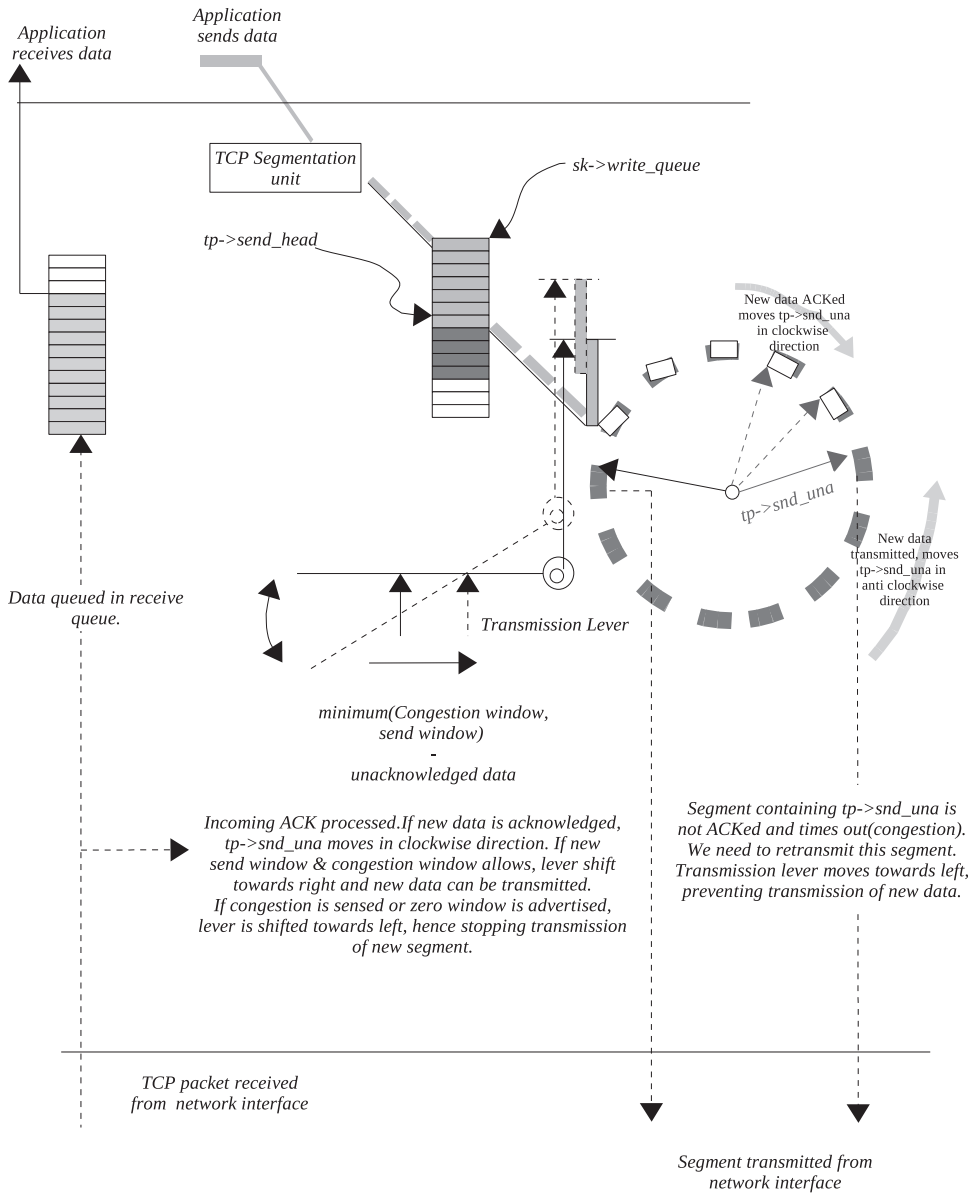 Application
receives data
Application
sends data
TCP Segmentation
unit
sk->write_queue
tp->send_head
New data ACKed
moves tp->snd_una
in clockwise
direction
tp->snd_una
New data
transmitted, moves
tp->snd_una in
anti clockwise
direction
Data queued in receive
queue.
Transmission Lever
minimum(Congestion window,
send window)
-
unacknowledged data
Incoming ACK processed.If new data is acknowledged,
tp->snd_una moves in clockwise direction. If new
send window & congestion window allows, lever shift
towards right and new data can be transmitted.
If congestion is sensed or zero window is advertised,
lever is shifted towards left, hence stopping transmission
of new segment.
Segment containing tp->snd_una is
not ACKed and times out(congestion).
We need to retransmit this segment.
Transmission lever moves towards left,
preventing transmission of new data.
TCP packet received
from network interface
Segment transmitted from
network interface